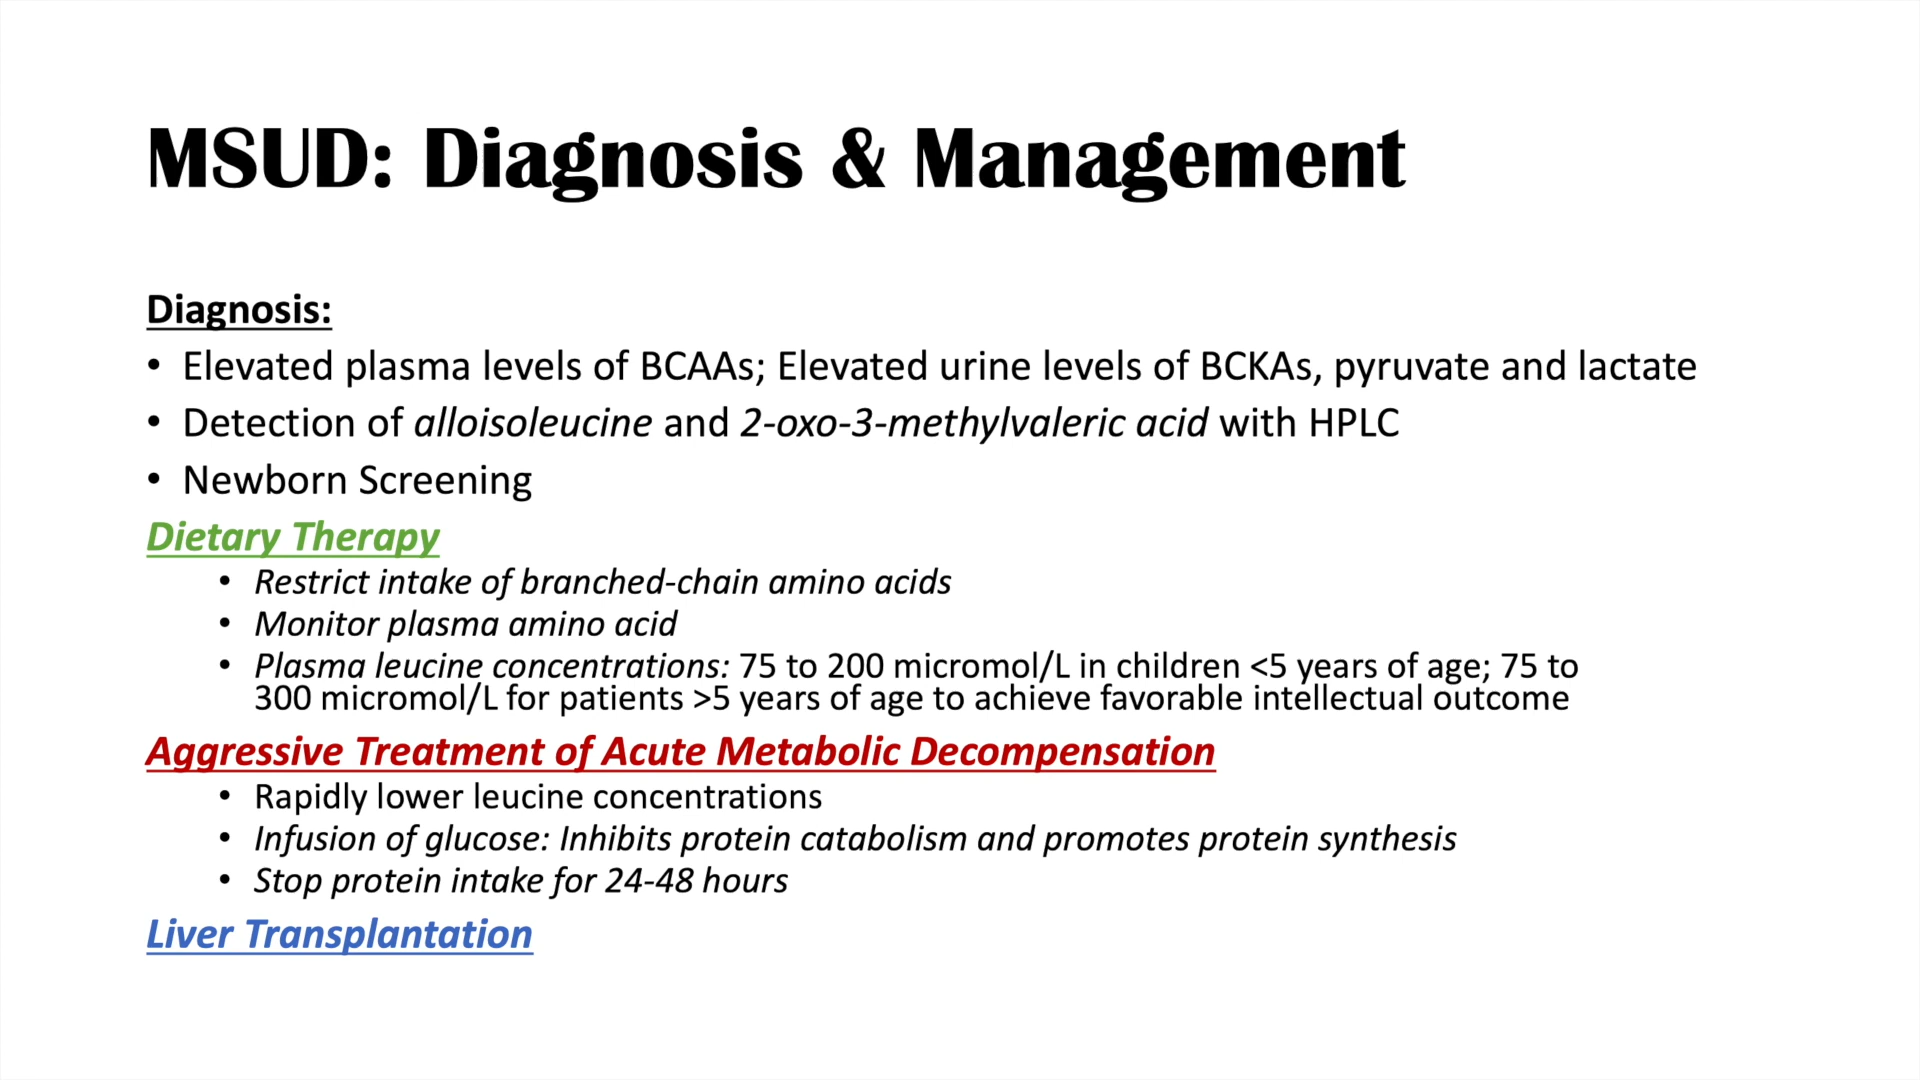 MSUD: Diagnosis & Management
Diagnosis:
• Elevated plasma levels of BCAAs; Elevated urine levels of BCKAs, pyruvate and lactate
• Detection of alloisoleucine and 2-oxo-3-methylvaleric acid with HPLC
• Newborn Screening
Dietary Therapy
• Restrict intake of branched-chain amino acids
• Monitor plasma amino acid
• Plasma leucine concentrations: 75 to 200 micromol/L in children <5 years of age; 75 to
300 micromol/L for patients >5 years of age to achieve favorable intellectual outcome
Aggressive Treatment of Acute Metabolic Decompensation
• Rapidly lower leucine concentrations
• Infusion of glucose: Inhibits protein catabolism and promotes protein synthesis
• Stop protein intake for 24-48 hours
Liver Transplantation